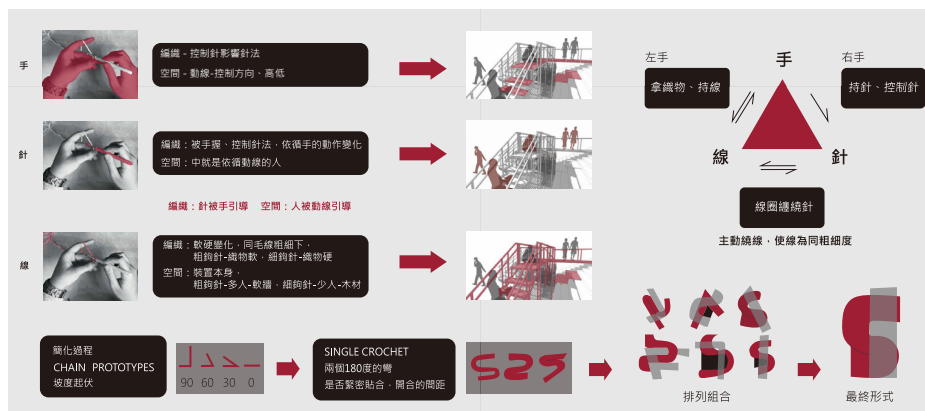 手
編織 - 控制針影響針法
空間 - 動線-控制方向、高低
針
編織：被手握、控制針法，依循手的動作變化
空間：中就是依循動線的人
編織：針被手引導 空間：人被動線引導
線
編織：軟硬變化，同毛線粗細下，
粗鉤針-織物軟，細鉤針-織物硬
空間：裝置本身，
粗鉤針-多人-軟牆，細鉤針-少人-木材
左手
拿織物、持線
手
右手
持針、控制針
線
針
線圈纏繞針
主動繞線，使線為同粗細度
簡化過程
CHAIN PROTOTYPES
坡度起伏
90 60 30 0
SINGLE CROCHET
兩個180度的彎
是否緊密貼合，開合的間距
排列組合
最終形式